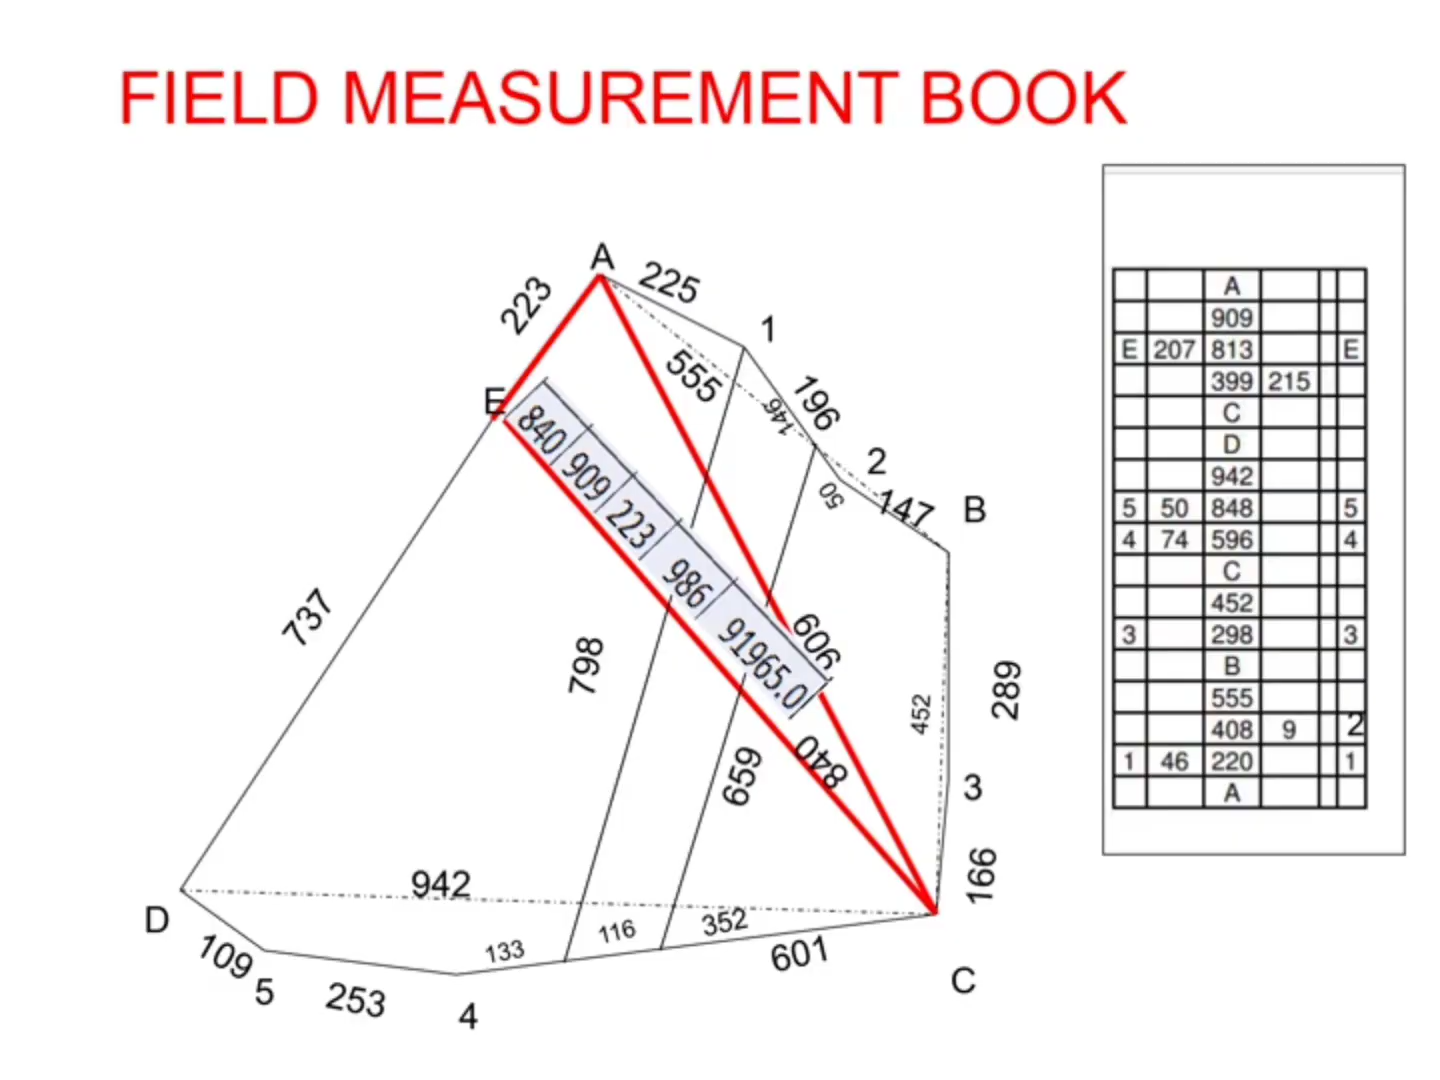 FIELD MEASUREMENT BOOK
A
225
223
1
555
196
146
E
2
50
147
B
840 909 223 986 91965.0
737
798
909
452
289
659
840
3
166
942
D
109
5
253
4
133
116
352
601
C
A
909
E 207 813 E
399 215
C
D
942
5 50 848 5
4 74 596 4
C
452
3 298 3
B
555
408 9 2
1 46 220 1
A